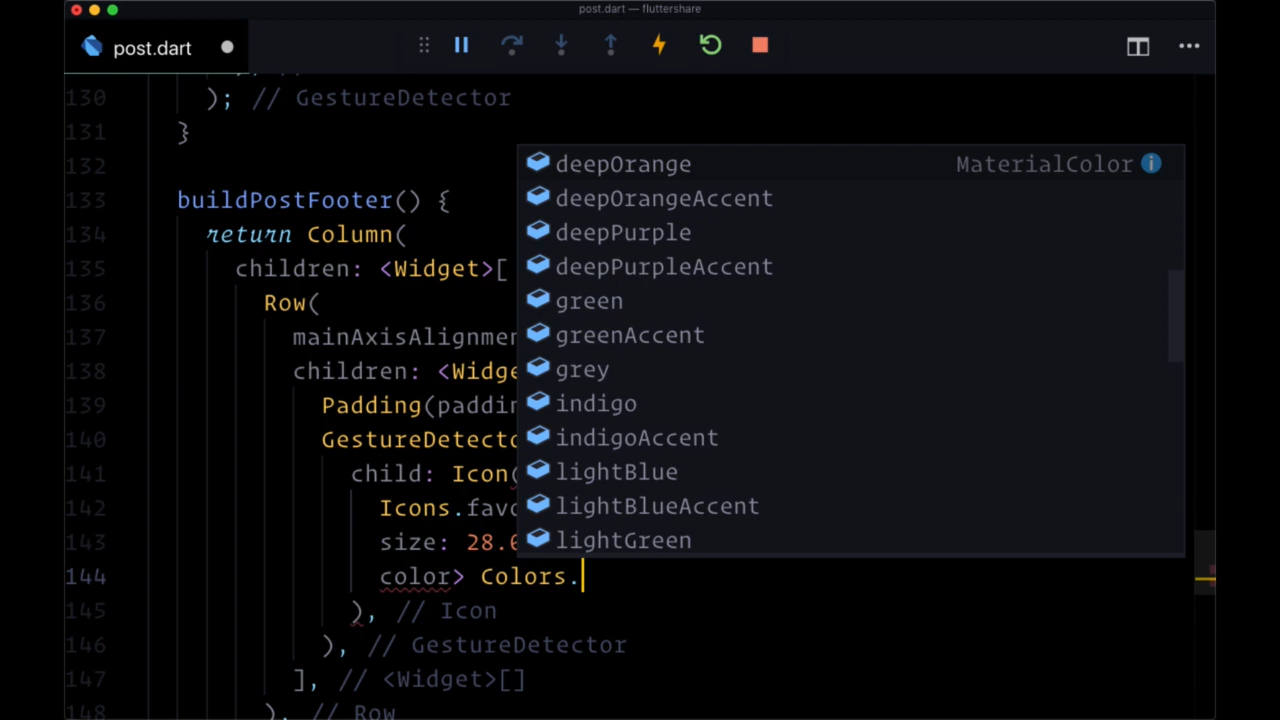 post.dart — fluttershare
post.dart
130 ); // GestureDetector
131 }
132
133 buildPostFooter() {
134 return Column(
135 children: <Widget>[
136 Row(
137 mainAxisAlignmen
138 children: <Widge
139 Padding(paddin
140 GestureDetecto
141 child: Icon(
142 Icons.favo
143 size: 28.0
144 color> Colors.
145 ), // Icon
146 ), // GestureDetector
147 ], // <Widget>[]
148 ), // Row
deepOrange MaterialColor i
deepOrangeAccent
deepPurple
deepPurpleAccent
green
greenAccent
grey
indigo
indigoAccent
lightBlue
lightBlueAccent
lightGreen